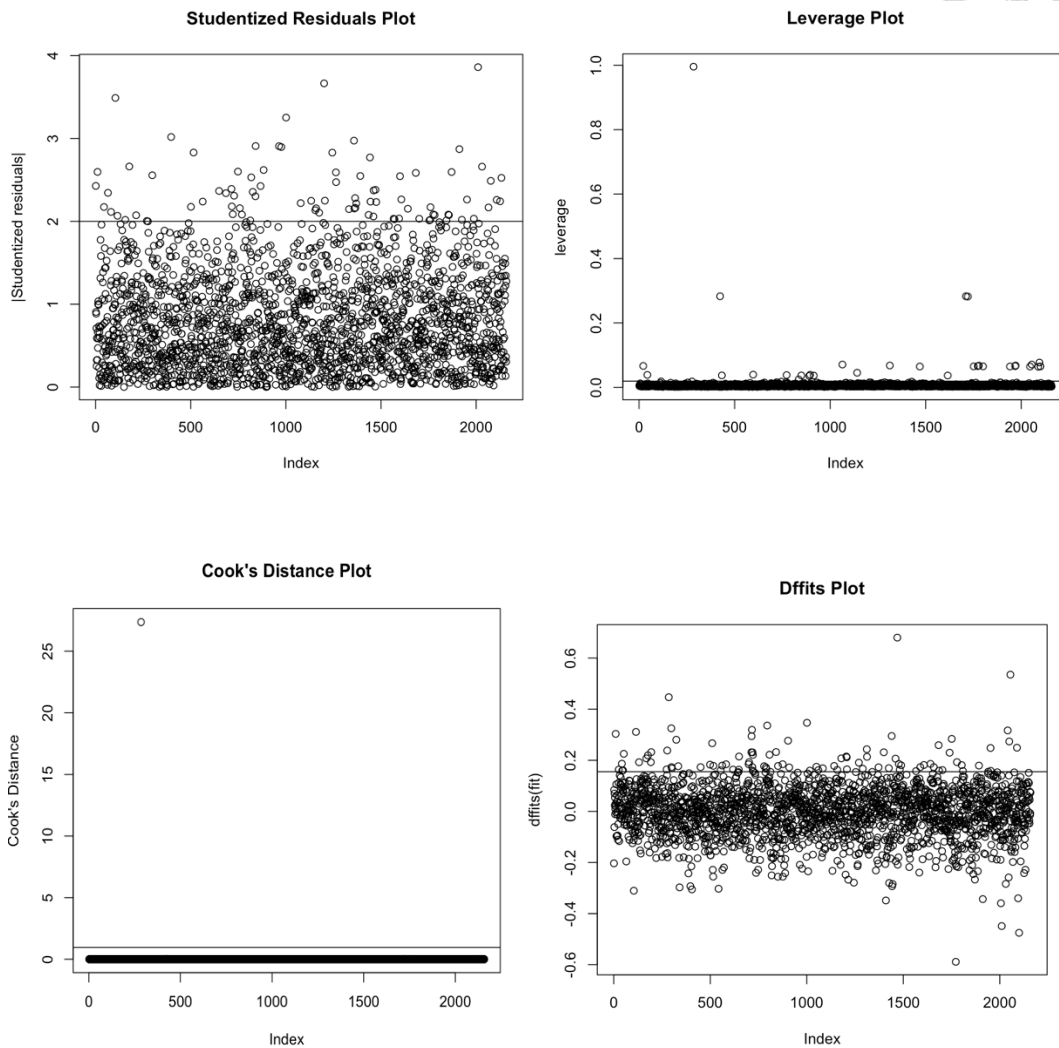 Studentized Residuals Plot
|Studentized residuals|
4
3
2
1
0
0 500 1000 1500 2000
Index
Leverage Plot
leverage
1.0
0.8
0.6
0.4
0.2
0.0
0 500 1000 1500 2000
Index
Cook's Distance Plot
Cook's Distance
25
20
15
10
5
0
0 500 1000 1500 2000
Index
Dffits Plot
dffits(fit)
0.6
0.4
0.2
0.0
-0.2
-0.4
-0.6
0 500 1000 1500 2000
Index